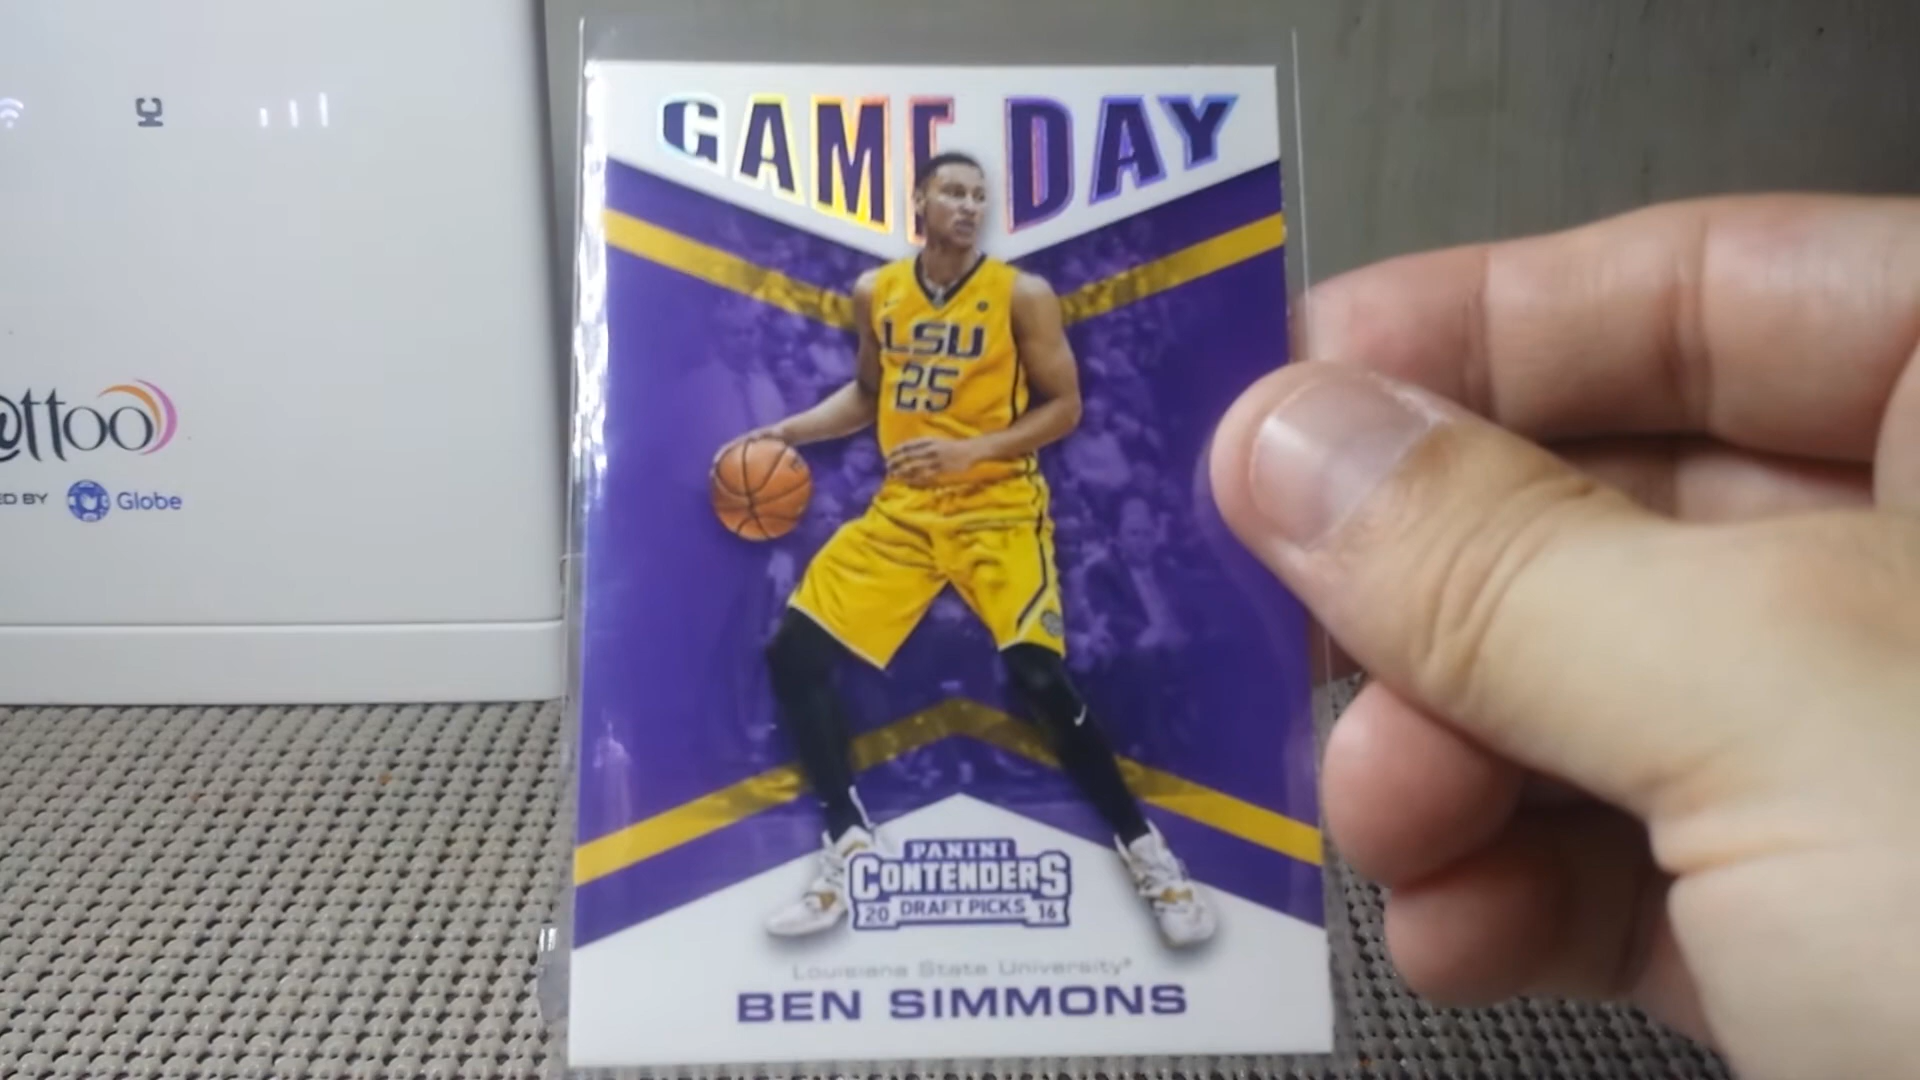 GAME DAY
LSU
25
PANINI
CONTENDERS
20 DRAFT PICKS 16
Louisiana State University®
BEN SIMMONS
@ttoo
ED BY Globe